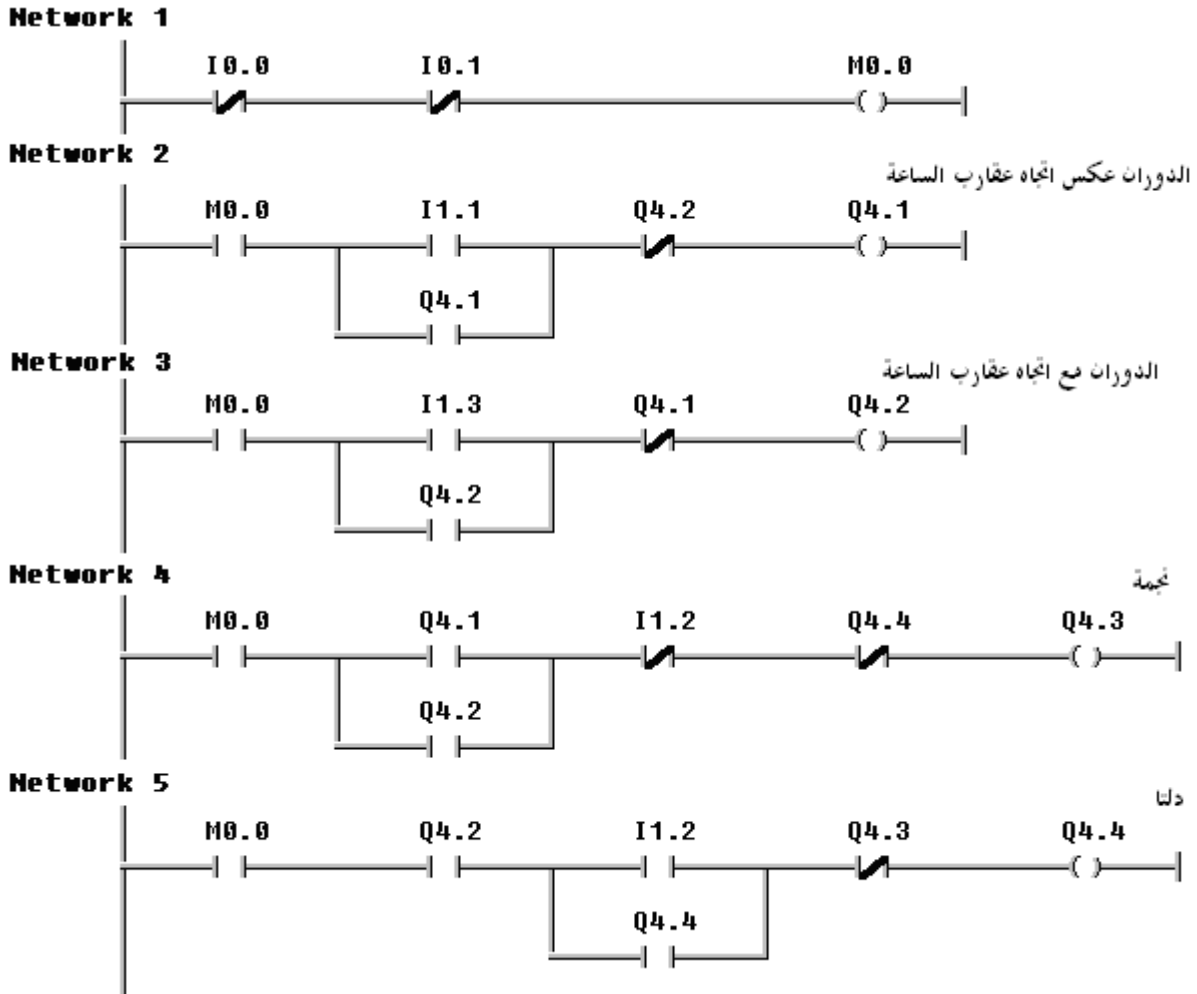 Network 1
I0.0 I0.1 M0.0
Network 2
الدوران عكس اتجاه عقارب الساعة
M0.0 I1.1 Q4.2 Q4.1
Q4.1
Network 3
الدوران مع اتجاه عقارب الساعة
M0.0 I1.3 Q4.1 Q4.2
Q4.2
Network 4
نجمة
M0.0 Q4.1 I1.2 Q4.4 Q4.3
Q4.2
Network 5
دلتا
M0.0 Q4.2 I1.2 Q4.3 Q4.4
Q4.4